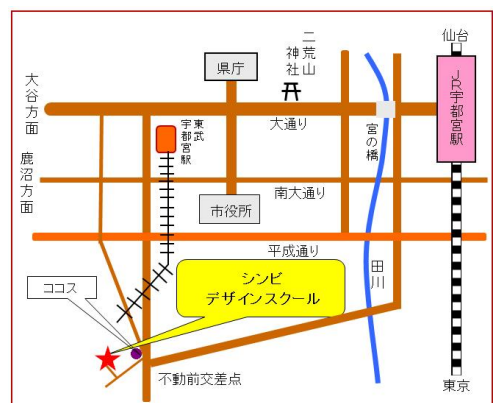 仙台
二荒山
神社
県庁
JR宇都宮駅
大谷方面
大通り
東武
宇都宮駅
宮の橋
鹿沼方面
南大通り
市役所
平成通り
田川
シンビ
デザインスクール
ココス
不動前交差点
東京